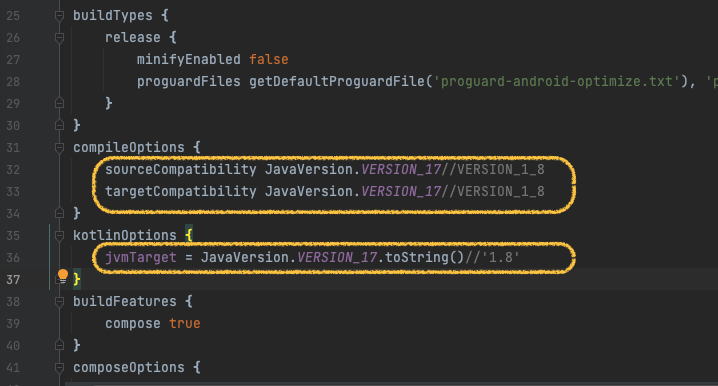 25 buildTypes {
26 release {
27 minifyEnabled false
28 proguardFiles getDefaultProguardFile('proguard-android-optimize.txt'), '
29 }
30 }
31 compileOptions {
32 sourceCompatibility JavaVersion.VERSION_17//VERSION_1_8
33 targetCompatibility JavaVersion.VERSION_17//VERSION_1_8
34 }
35 kotlinOptions {
36 jvmTarget = JavaVersion.VERSION_17.toString()//'1.8'
37 }
38 buildFeatures {
39 compose true
40 }
41 composeOptions {